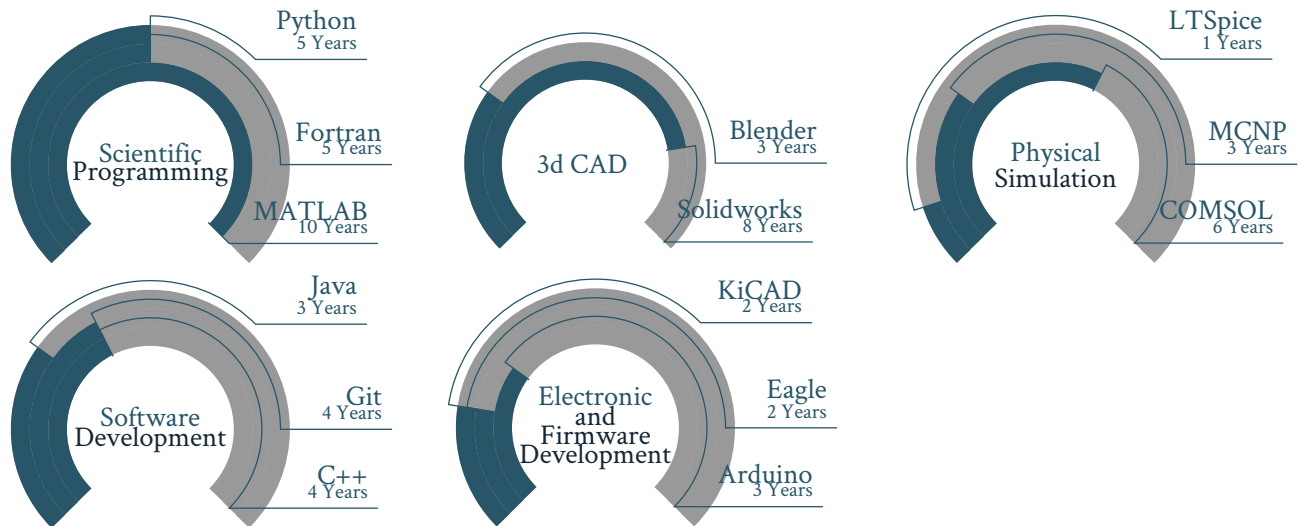 Python
5 Years
Fortran
5 Years
Scientific
Programming
MATLAB
10 Years
Blender
3 Years
3d CAD
Solidworks
8 Years
LTSpice
1 Years
MCNP
3 Years
Physical
Simulation
COMSOL
6 Years
Java
3 Years
Git
4 Years
Software
Development
C++
4 Years
KiCAD
2 Years
Eagle
2 Years
Electronic
and
Firmware
Development
Arduino
3 Years